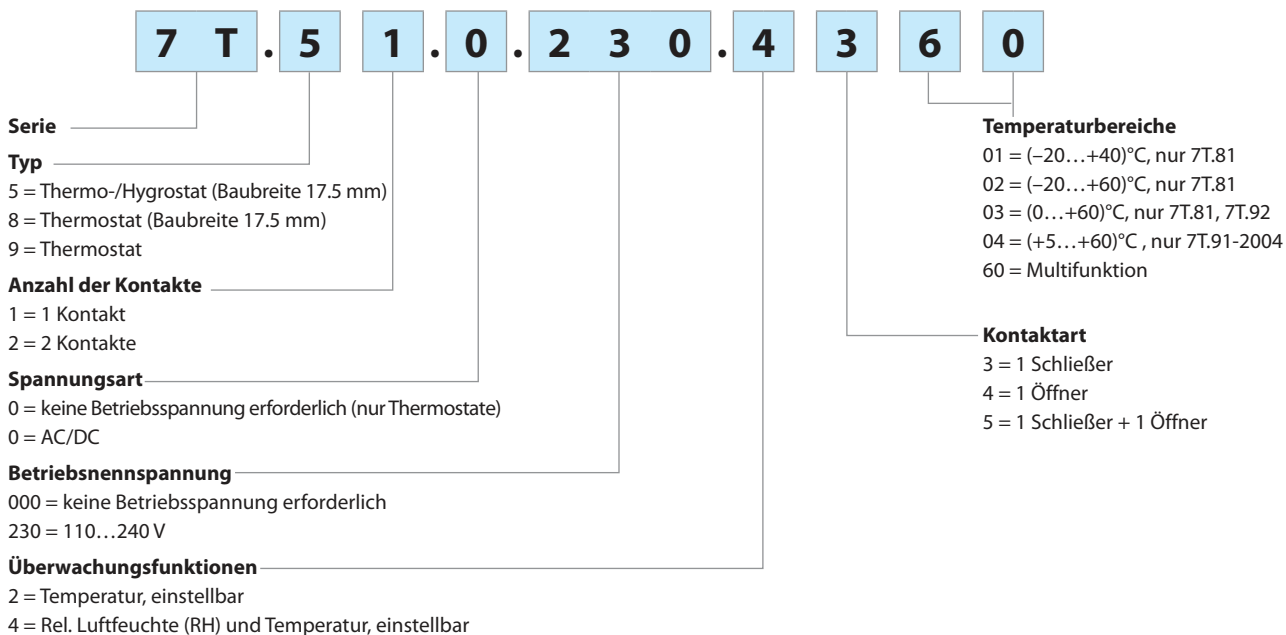 7 T . 5 1 . 0 . 2 3 0 . 4 3 6 0
Serie
Typ
5 = Thermo-/Hygrostat (Baubreite 17.5 mm)
8 = Thermostat (Baubreite 17.5 mm)
9 = Thermostat
Anzahl der Kontakte
1 = 1 Kontakt
2 = 2 Kontakte
Spannungsart
0 = keine Betriebsspannung erforderlich (nur Thermostate)
0 = AC/DC
Betriebsnennspannung
000 = keine Betriebsspannung erforderlich
230 = 110…240 V
Überwachungsfunktionen
2 = Temperatur, einstellbar
4 = Rel. Luftfeuchte (RH) und Temperatur, einstellbar
Temperaturbereiche
01 = (–20…+40)°C, nur 7T.81
02 = (–20…+60)°C, nur 7T.81
03 = (0…+60)°C, nur 7T.81, 7T.92
04 = (+5…+60)°C , nur 7T.91-2004
60 = Multifunktion
Kontaktart
3 = 1 Schließer
4 = 1 Öffner
5 = 1 Schließer + 1 Öffner